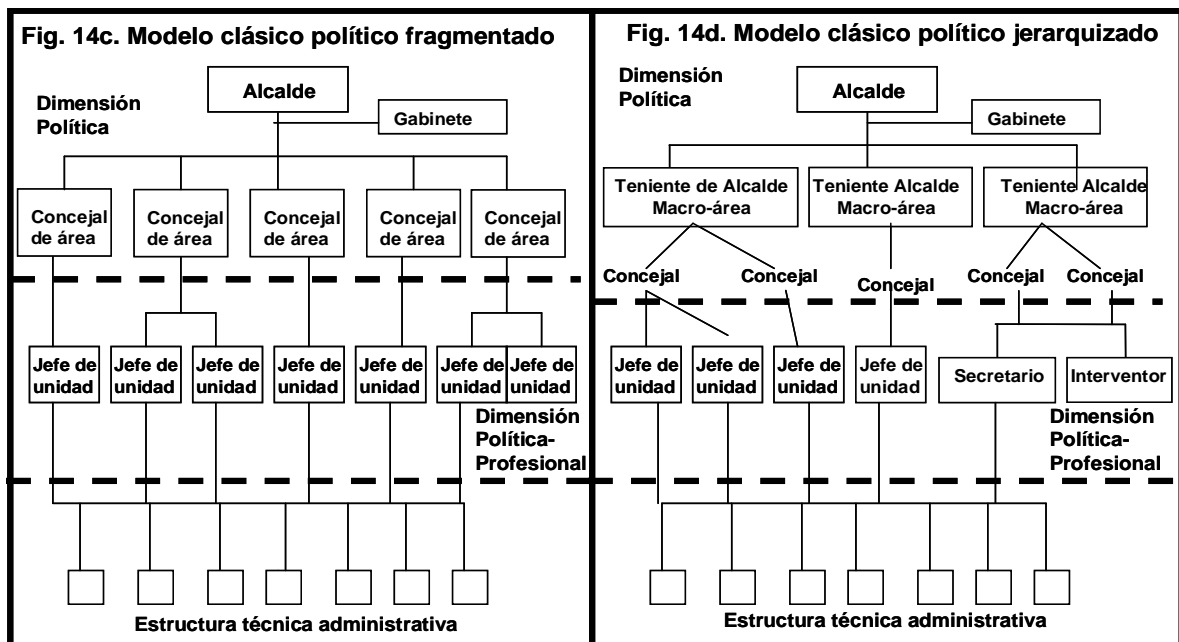 Fig. 14c. Modelo clásico político fragmentado
Alcalde
Dimensión
Política
Gabinete
Concejal
de área
Concejal
de área
Concejal
de área
Concejal
de área
Concejal
de área
Jefe de
unidad
Jefe de
unidad
Jefe de
unidad
Jefe de
unidad
Jefe de
unidad
Jefe de
unidad
Jefe de
unidad
Dimensión
Política-
Profesional
Estructura técnica administrativa
Fig. 14d. Modelo clásico político jerarquizado
Dimensión
Política
Alcalde
Gabinete
Teniente de Alcalde
Macro-área
Teniente Alcalde
Macro-área
Teniente Alcalde
Macro-área
Concejal
Concejal
Concejal
Concejal
Concejal
Jefe de
unidad
Jefe de
unidad
Jefe de
unidad
Jefe de
unidad
Secretario
Interventor
Dimensión
Política-
Profesional
Estructura técnica administrativa